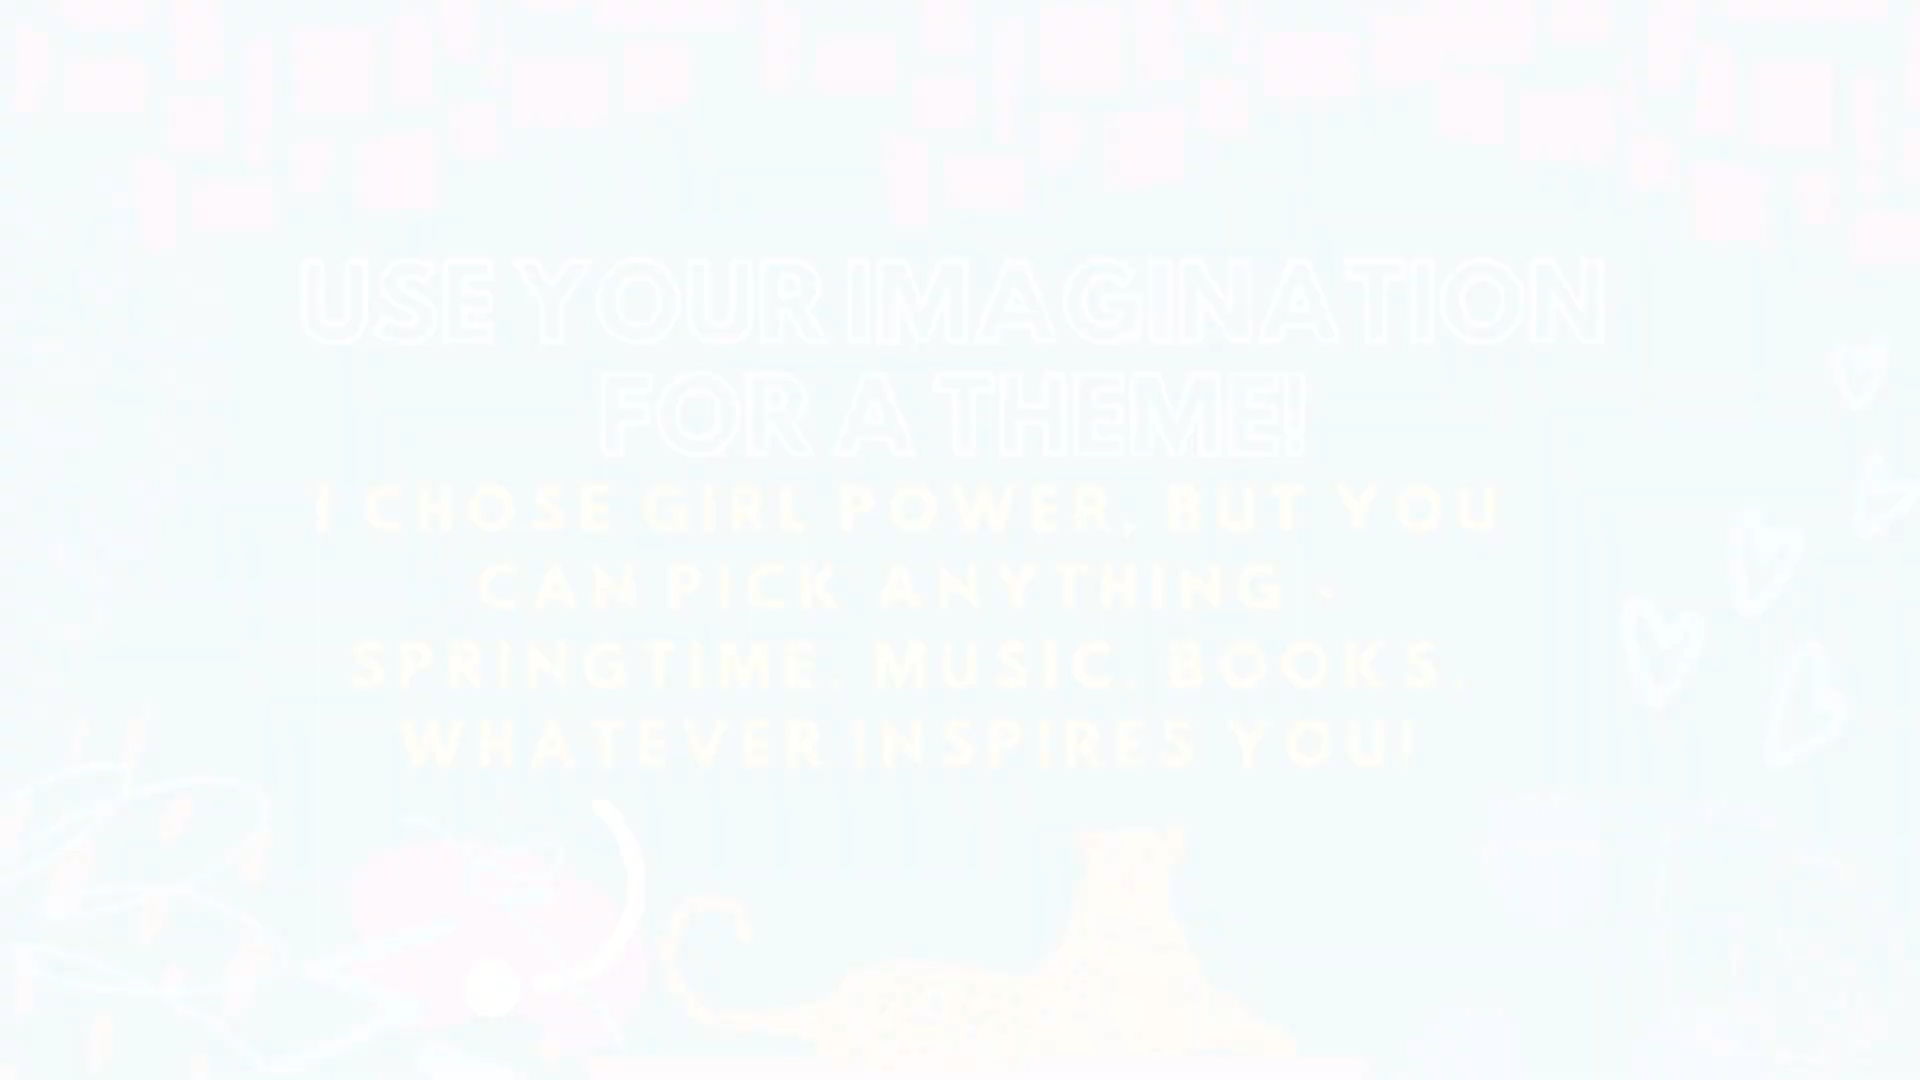 USE YOUR IMAGINATION
FOR A THEME!
I CHOSE GIRL POWER, BUT YOU
CAN PICK ANYTHING -
SPRINGTIME, MUSIC, BOOKS,
WHATEVER INSPIRES YOU!